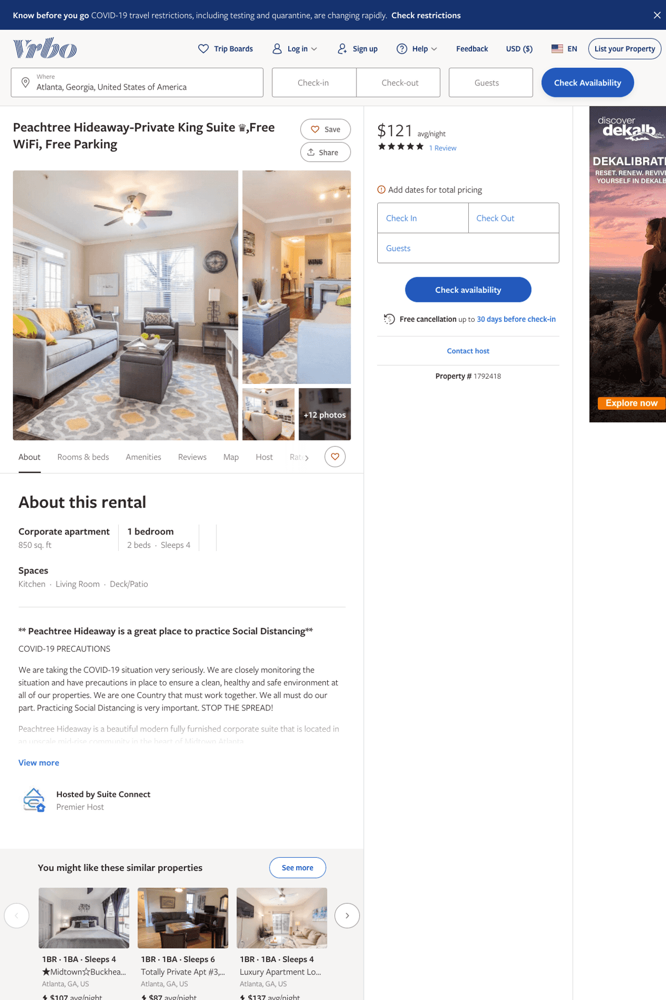 Know before you go COVID-19 travel restrictions, including testing and quarantine, are changing rapidly. Check restrictions
Vrbo
Trip Boards
Log in
Sign up
Help
Feedback
USD ($)
EN
List your Property
Where
Atlanta, Georgia, United States of America
Check-in
Check-out
Guests
Check Availability
Peachtree Hideaway-Private King Suite ♛,Free
WiFi, Free Parking
Save
Share
+12 photos
$121 avg/night
★★★★★ 1 Review
Add dates for total pricing
Check In
Check Out
Guests
Check availability
Free cancellation up to 30 days before check-in
Contact host
Property # 1792418
discover
dekalb
RESET. RENEW.
YOURSELF IN
Explore now
About
Rooms & beds
Amenities
Reviews
Map
Host
About this rental
Corporate apartment
850 sq. ft
1 bedroom
2 beds · Sleeps 4
Spaces
Kitchen · Living Room · Deck/Patio
** Peachtree Hideaway is a great place to practice Social Distancing**
COVID-19 PRECAUTIONS
We are taking the COVID-19 situation very seriously. We are closely monitoring the
situation and have precautions in place to ensure a clean, healthy and safe environment at
all of our properties. We are one Country that must work together. We all must do our
part. Practicing Social Distancing is very important. STOP THE SPREAD!
Peachtree Hideaway is a beautiful modern fully furnished corporate suite that is located in
an upscale mid-rise community in the heart of Midtown Atlanta
View more
Hosted by Suite Connect
Premier Host
You might like these similar properties
See more
1BR · 1BA · Sleeps 4
★Midtown☆Buckhea...
Atlanta, GA, US
$107 avg/night
1BR · 1BA · Sleeps 6
Totally Private Apt #3,...
Atlanta, GA, US
$87 avg/night
1BR · 1BA · Sleeps 4
Luxury Apartment Lo...
Atlanta, GA, US
$137 avg/night